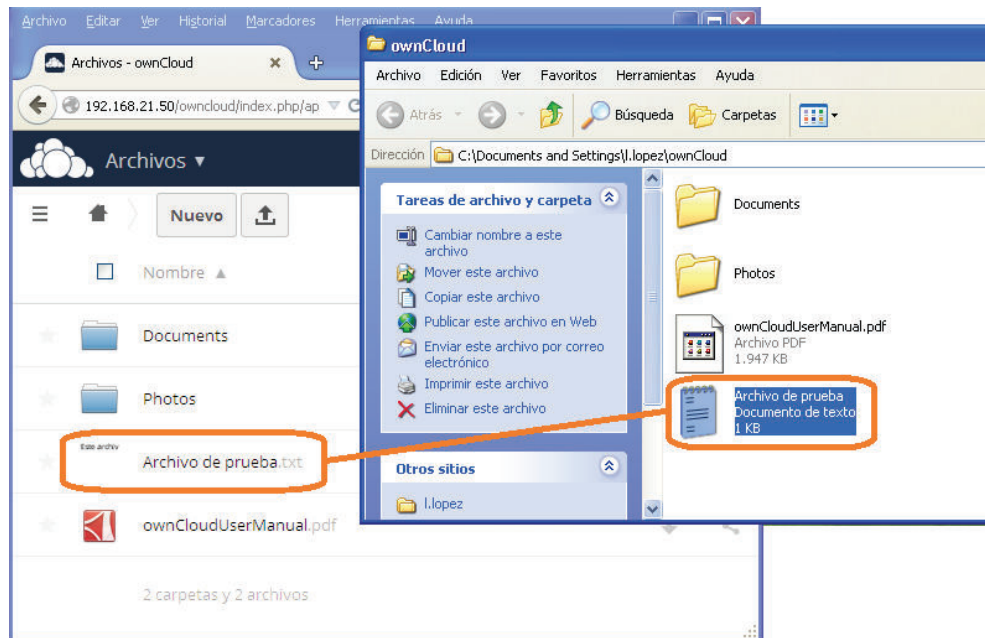 Archivo Editar Ver Historial Marcadores Herramientas Ayuda
Archivos - ownCloud
192.168.21.50/owncloud/index.php/ap
Archivos
Nuevo
Nombre
Documents
Photos
Este archiv
Archivo de prueba.txt
ownCloudUserManual.pdf
2 carpetas y 2 archivos
ownCloud
Archivo Edición Ver Favoritos Herramientas Ayuda
Atrás Búsqueda Carpetas
Dirección C:\Documents and Settings\l.lopez\ownCloud
Tareas de archivo y carpeta
Cambiar nombre a este
archivo
Mover este archivo
Copiar este archivo
Publicar este archivo en Web
Enviar este archivo por correo
electrónico
Imprimir este archivo
Eliminar este archivo
Otros sitios
l.lopez
Documents
Photos
ownCloudUserManual.pdf
Archivo PDF
1.947 KB
Archivo de prueba
Documento de texto
1 KB